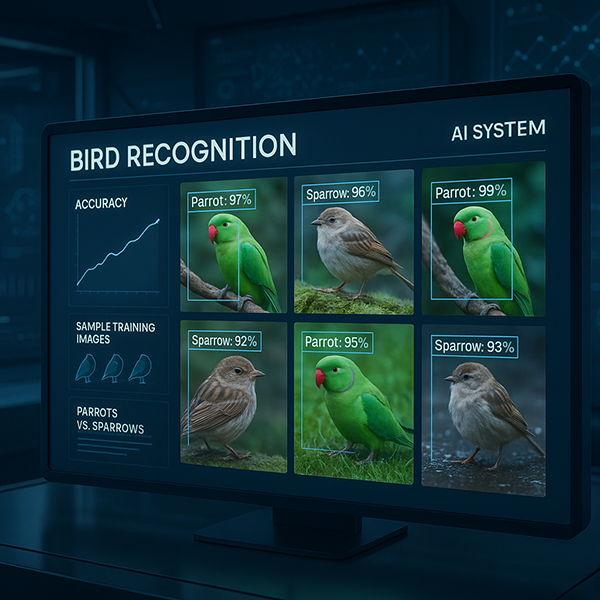 BIRD RECOGNITION
AI SYSTEM
ACCURACY
Parrot: 97%
Sparrow: 96%
Parrot: 99%
SAMPLE TRAINING
IMAGES
Sparrow: 92%
Parrot: 95%
Sparrow: 93%
PARROTS
VS. SPARROWS